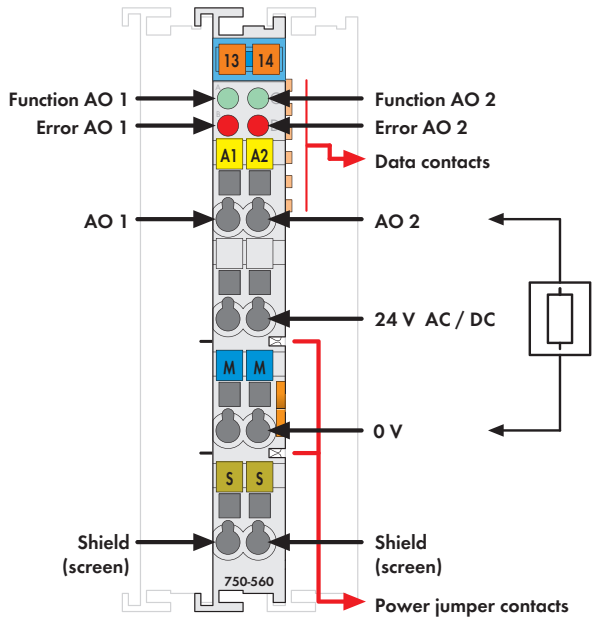 13 14
A C
Function AO 1
Function AO 2
B D
Error AO 1
Error AO 2
A1 A2
Data contacts
AO 1
AO 2
24 V AC / DC
M M
0 V
S S
Shield
(screen)
Shield
(screen)
750-560
Power jumper contacts